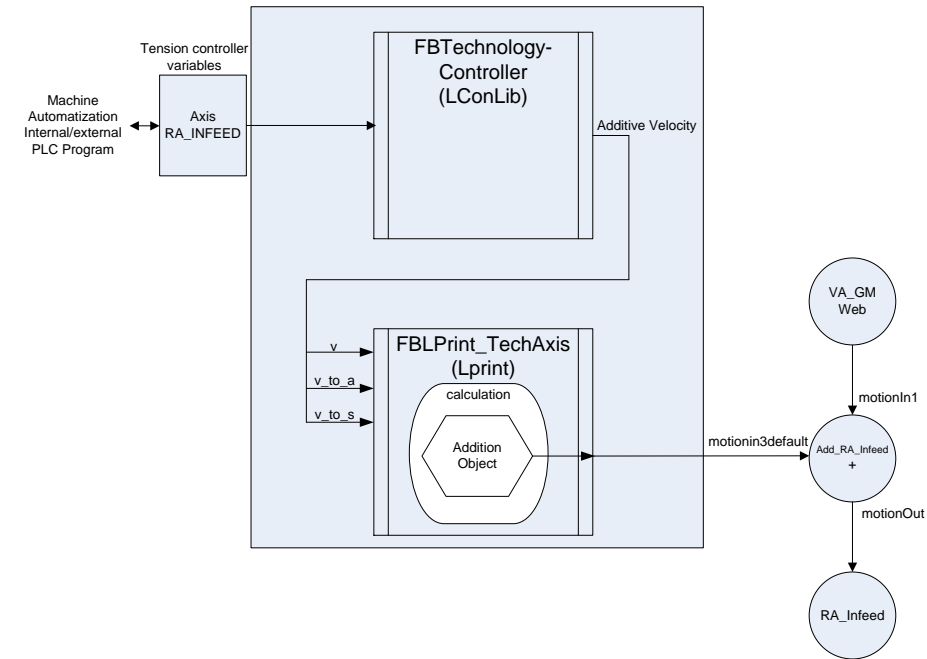 Tension controller
variables
Machine
Automatization
Internal/external
PLC Program
Axis
RA_INFEED
FBTechnology-
Controller
(LConLib)
Additive Velocity
v
v_to_a
v_to_s
FBLPrint_TechAxis
(Lprint)
calculation
Addition
Object
motionin3default
VA_GM
Web
motionIn1
Add_RA_Infeed
+
motionOut
RA_Infeed